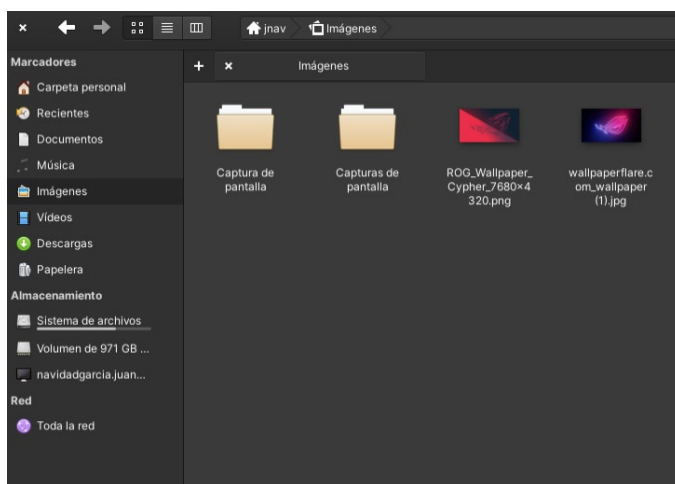 jnav
Imágenes
Marcadores
Carpeta personal
Recientes
Documentos
Música
Imágenes
Vídeos
Descargas
Papelera
Almacenamiento
Sistema de archivos
Volumen de 971 GB ...
navidadgarcia.juan...
Red
Toda la red
Imágenes
Captura de
pantalla
Capturas de
pantalla
ROG_Wallpaper_
Cypher_7680×4
320.png
wallpaperflare.c
om_wallpaper
(1).jpg